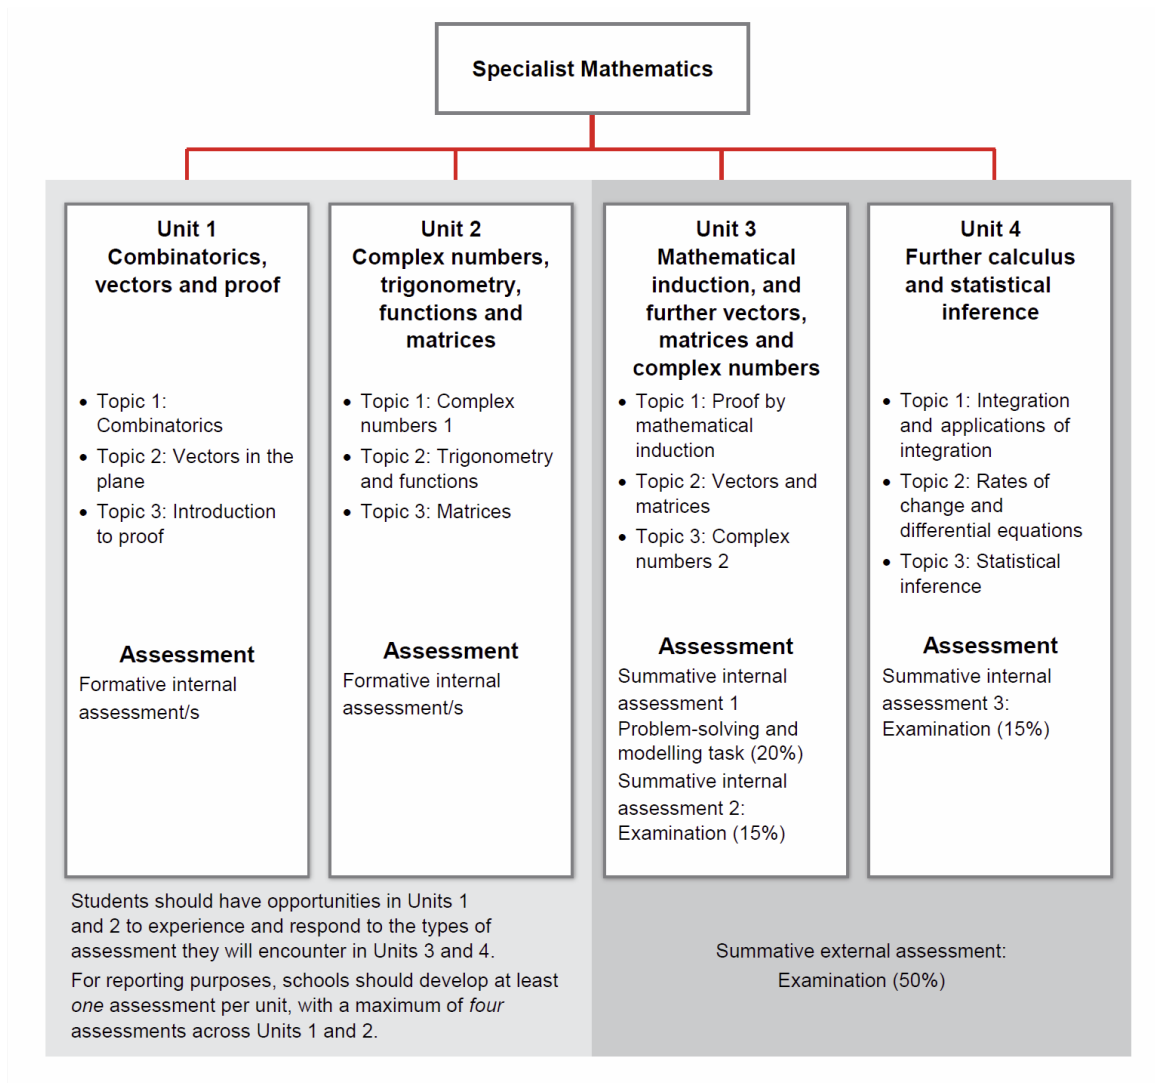 Specialist Mathematics
Unit 1
Combinatorics,
vectors and proof
• Topic 1:
Combinatorics
• Topic 2: Vectors in the
plane
• Topic 3: Introduction
to proof
Assessment
Formative internal
assessment/s
Unit 2
Complex numbers,
trigonometry,
functions and
matrices
• Topic 1: Complex
numbers 1
• Topic 2: Trigonometry
and functions
• Topic 3: Matrices
Assessment
Formative internal
assessment/s
Unit 3
Mathematical
induction, and
further vectors,
matrices and
complex numbers
• Topic 1: Proof by
mathematical
induction
• Topic 2: Vectors and
matrices
• Topic 3: Complex
numbers 2
Assessment
Summative internal
assessment 1
Problem-solving and
modelling task (20%)
Summative internal
assessment 2:
Examination (15%)
Unit 4
Further calculus
and statistical
inference
• Topic 1: Integration
and applications of
integration
• Topic 2: Rates of
change and
differential equations
• Topic 3: Statistical
inference
Assessment
Summative internal
assessment 3:
Examination (15%)
Students should have opportunities in Units 1
and 2 to experience and respond to the types of
assessment they will encounter in Units 3 and 4.
For reporting purposes, schools should develop at least
one assessment per unit, with a maximum of four
assessments across Units 1 and 2.
Summative external assessment:
Examination (50%)